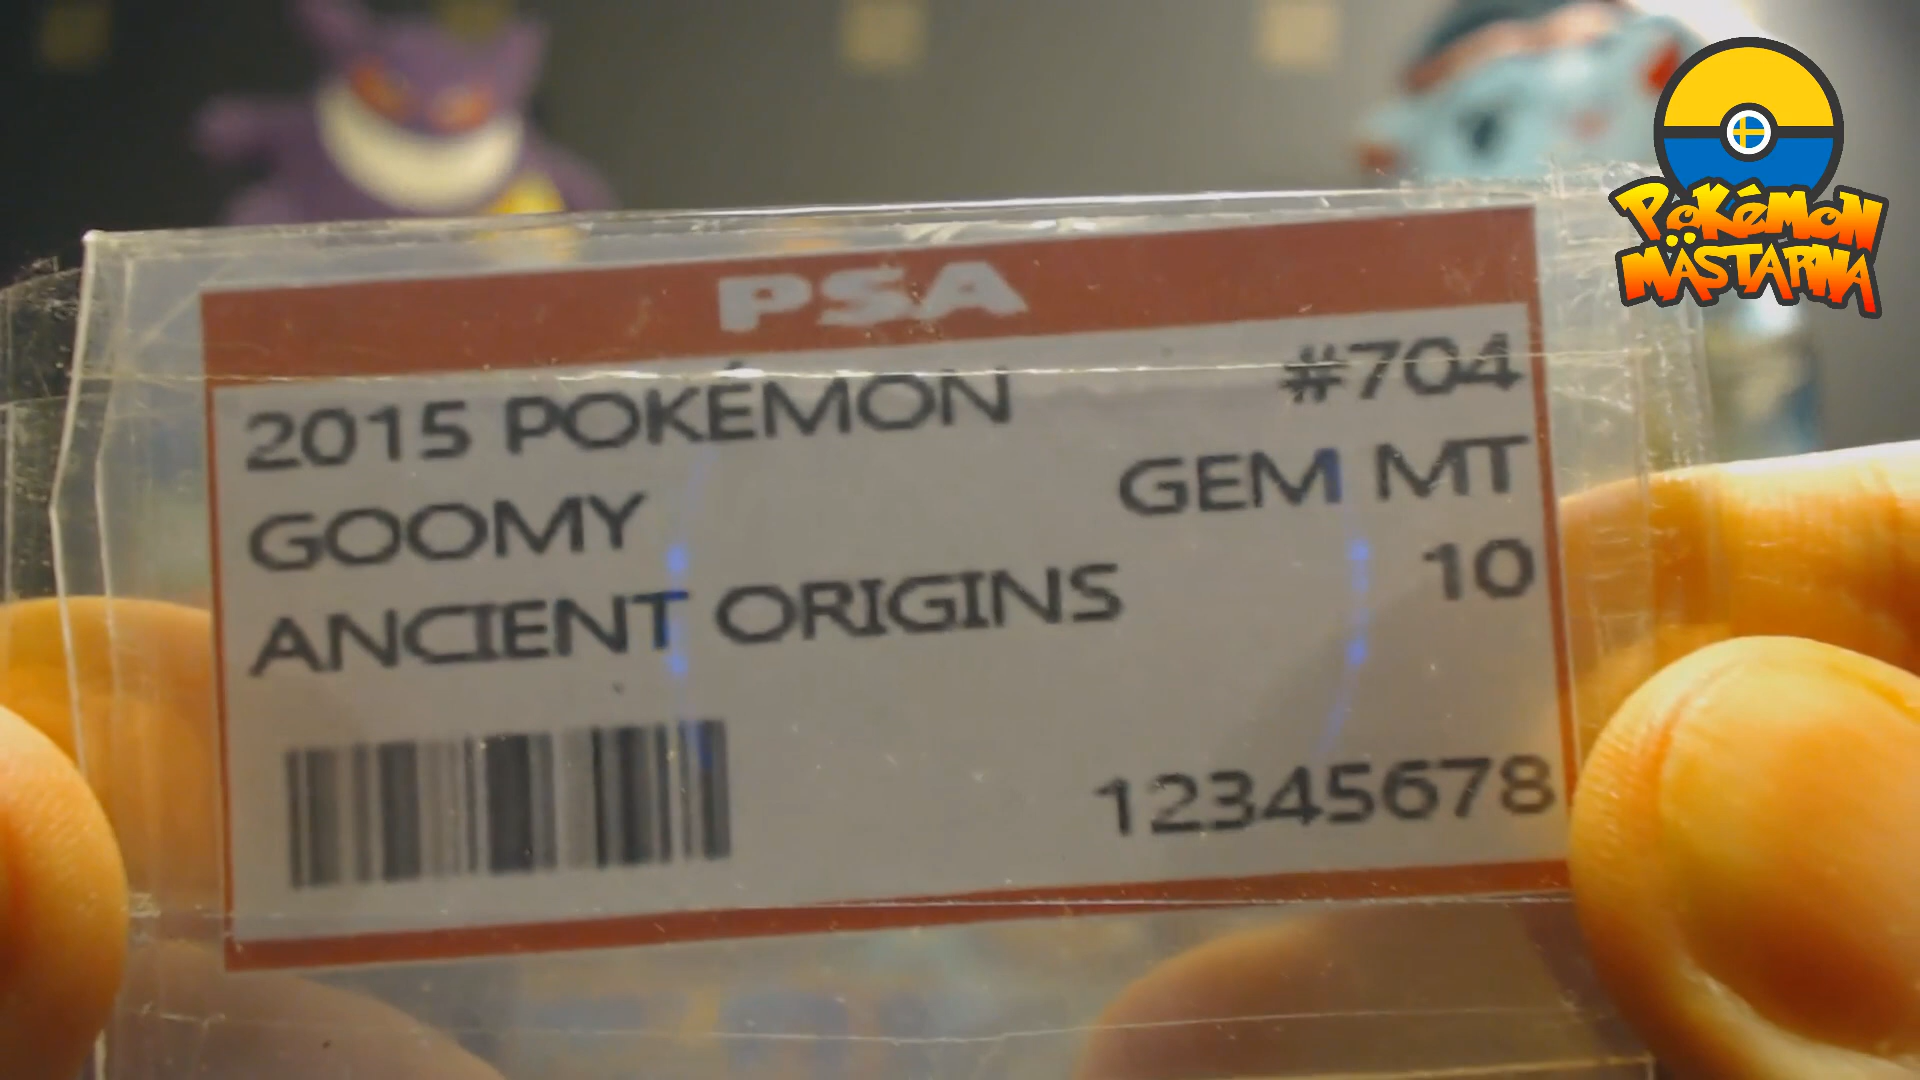 POKÉMON
MÄSTARNA
PSA
2015 POKÉMON #704
GOOMY GEM MT
ANCIENT ORIGINS 10
12345678